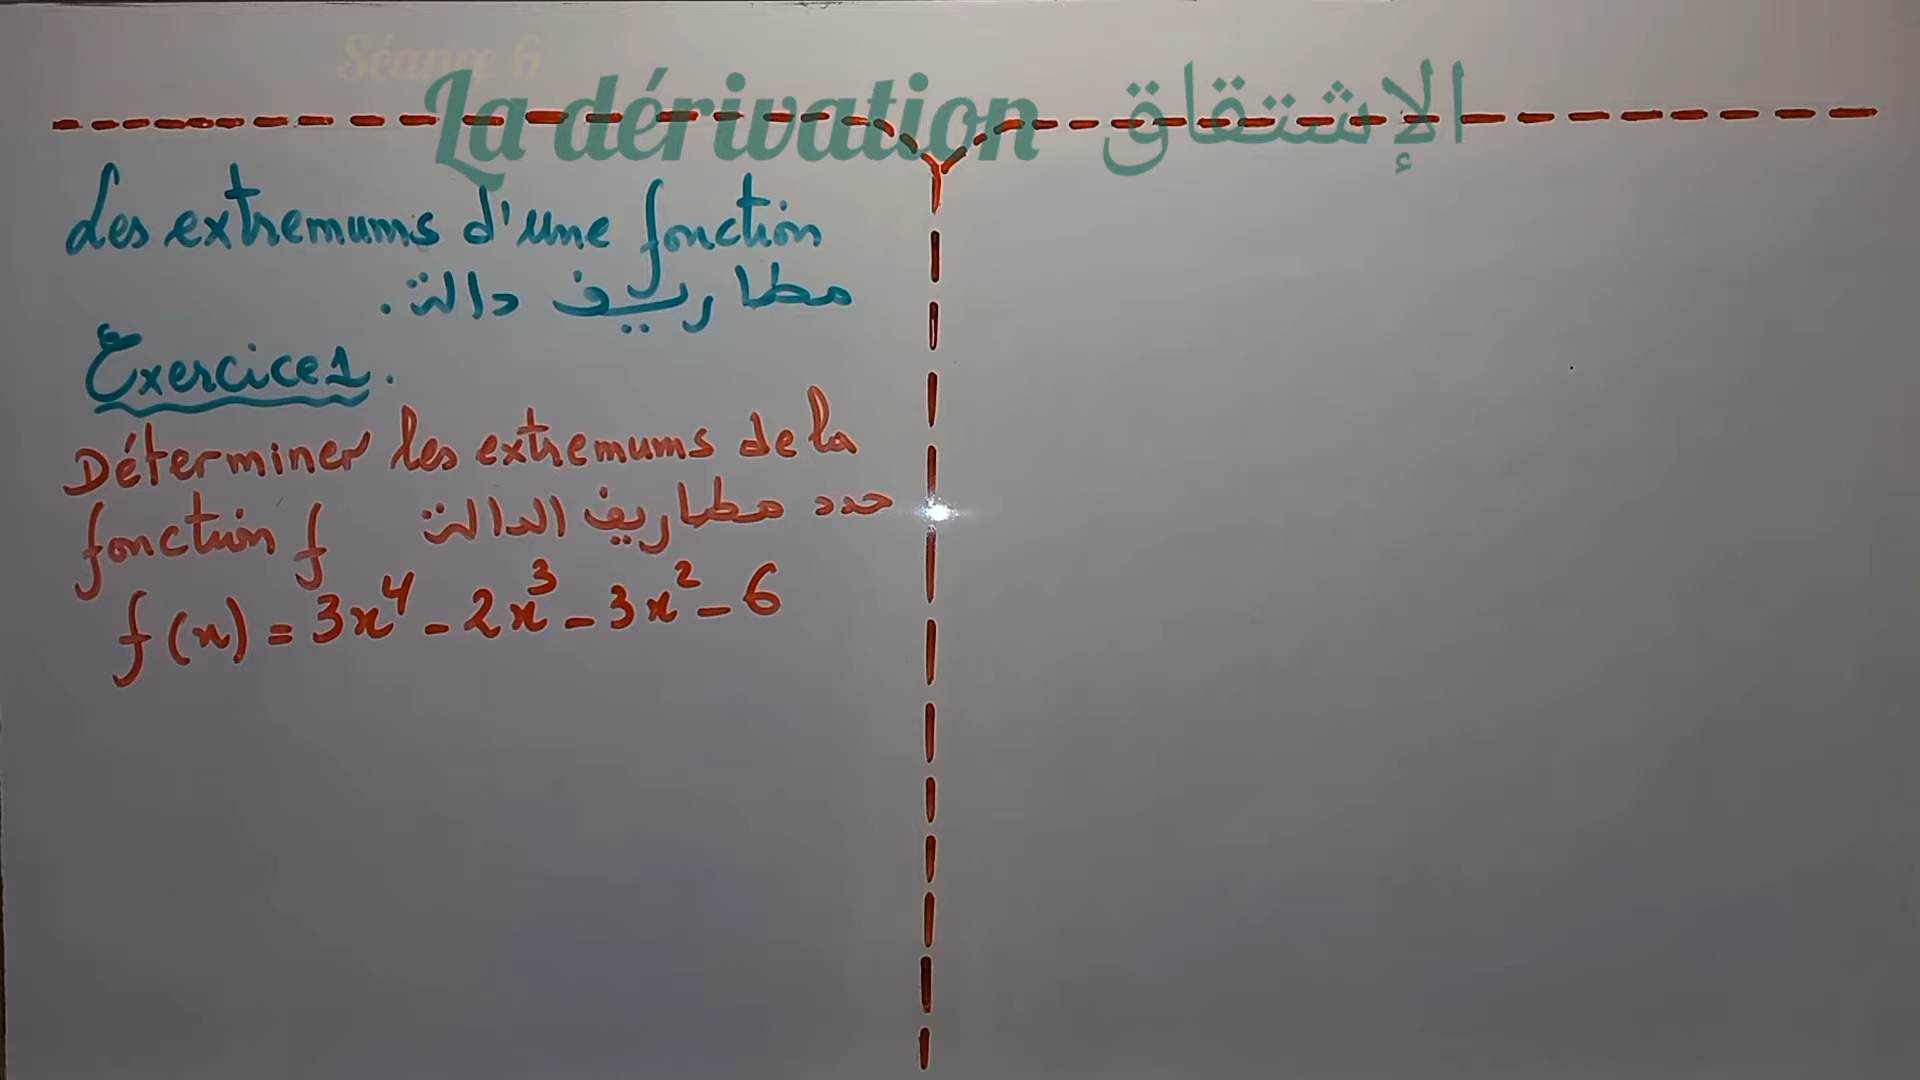 Séance 6
La dérivation الإشتقاق
Les extremums d'une fonction
مطاريف دالة.
Exercice 1.
Déterminer les extremums de la
fonction f حدد مطاريف الدالة
f(x) = 3x⁴ - 2x³ - 3x² - 6